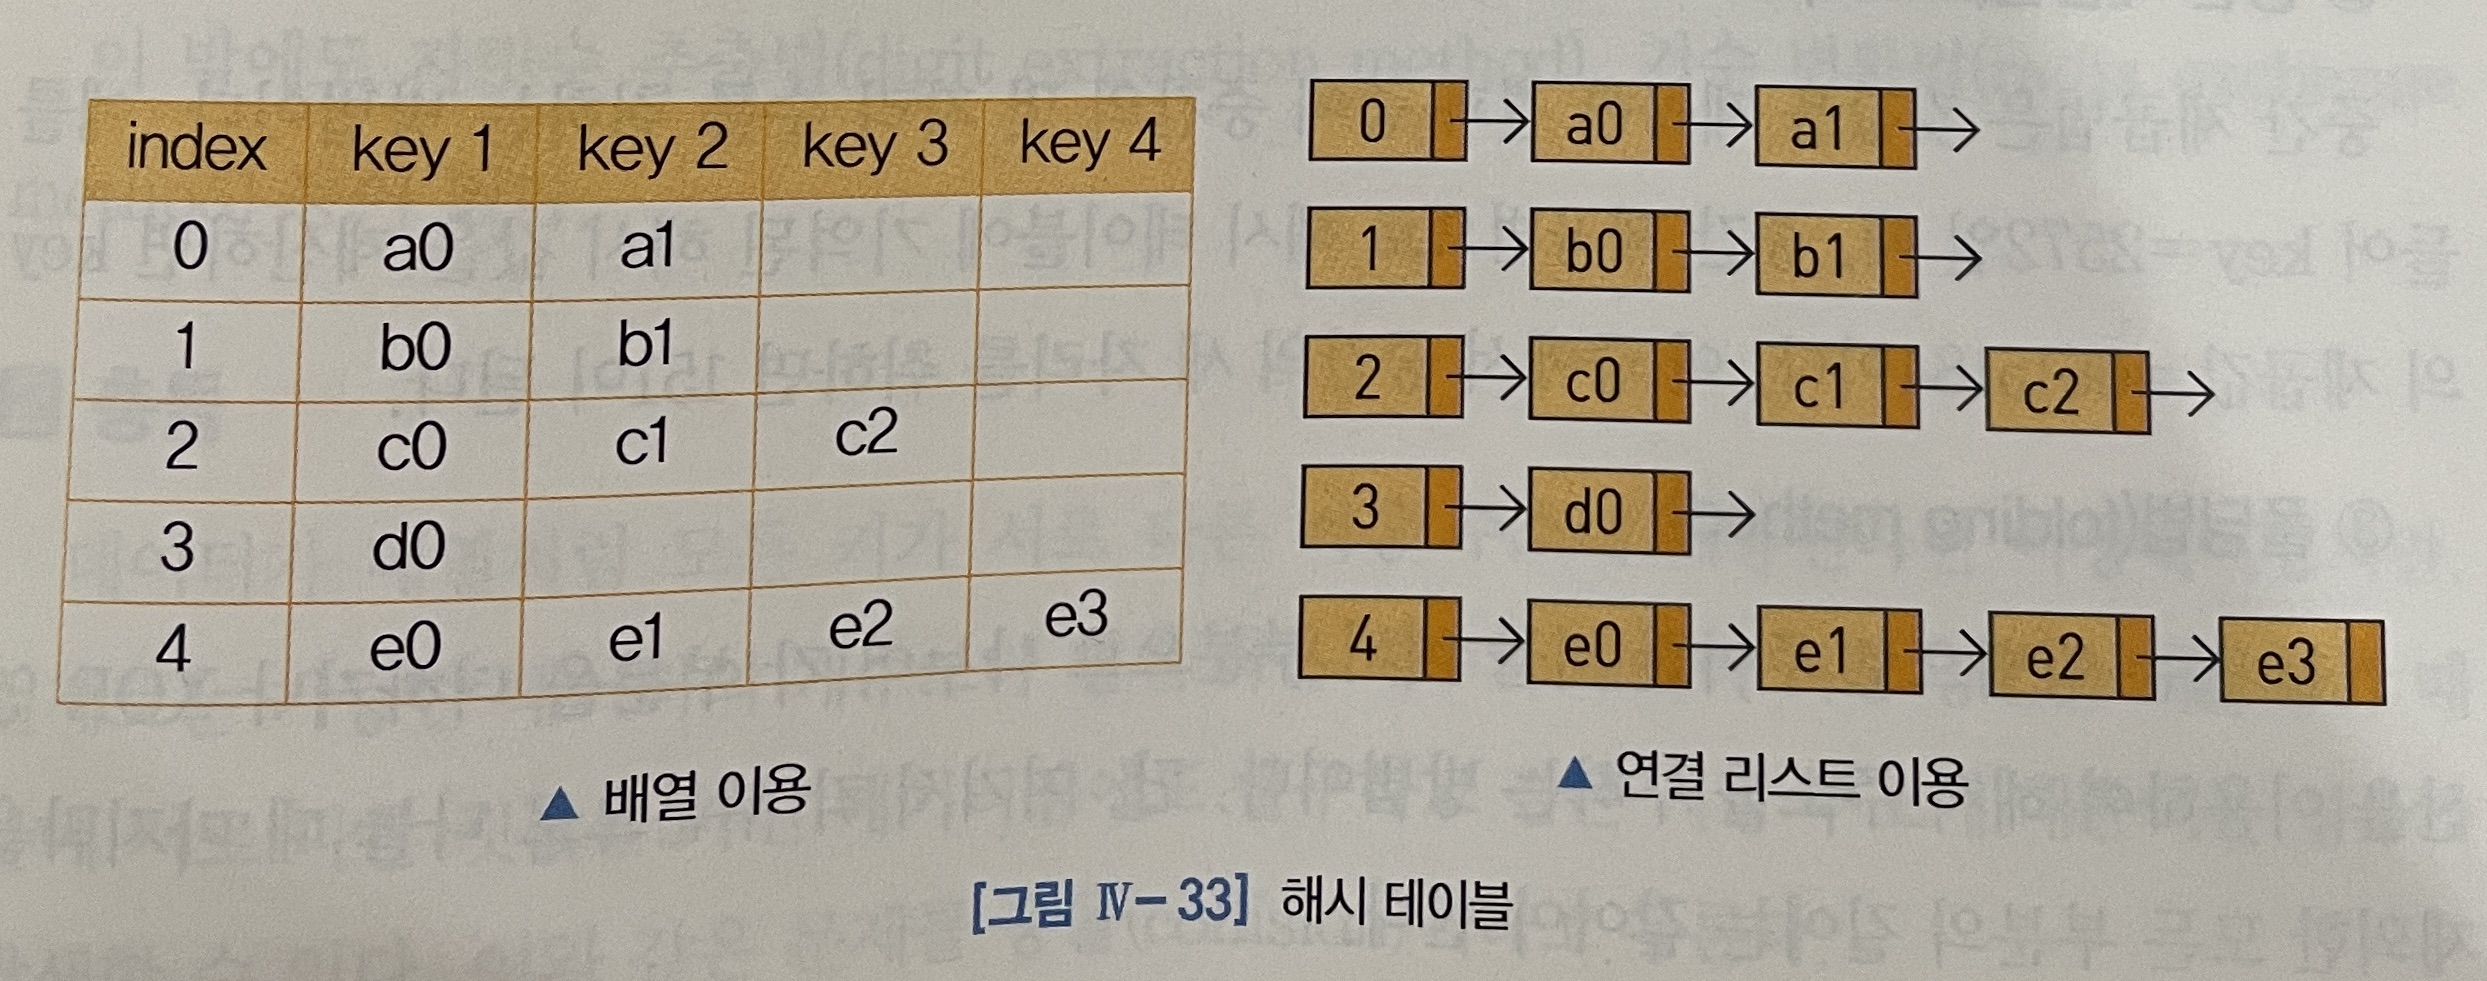 index key 1 key 2 key 3 key 4
0 a0 a1
1 b0 b1
2 c0 c1 c2
3 d0
4 e0 e1 e2 e3
▲ 배열 이용
0 a0 a1
1 b0 b1
2 c0 c1 c2
3 d0
4 e0 e1 e2 e3
▲ 연결 리스트 이용
[그림 Ⅳ-33] 해시 테이블